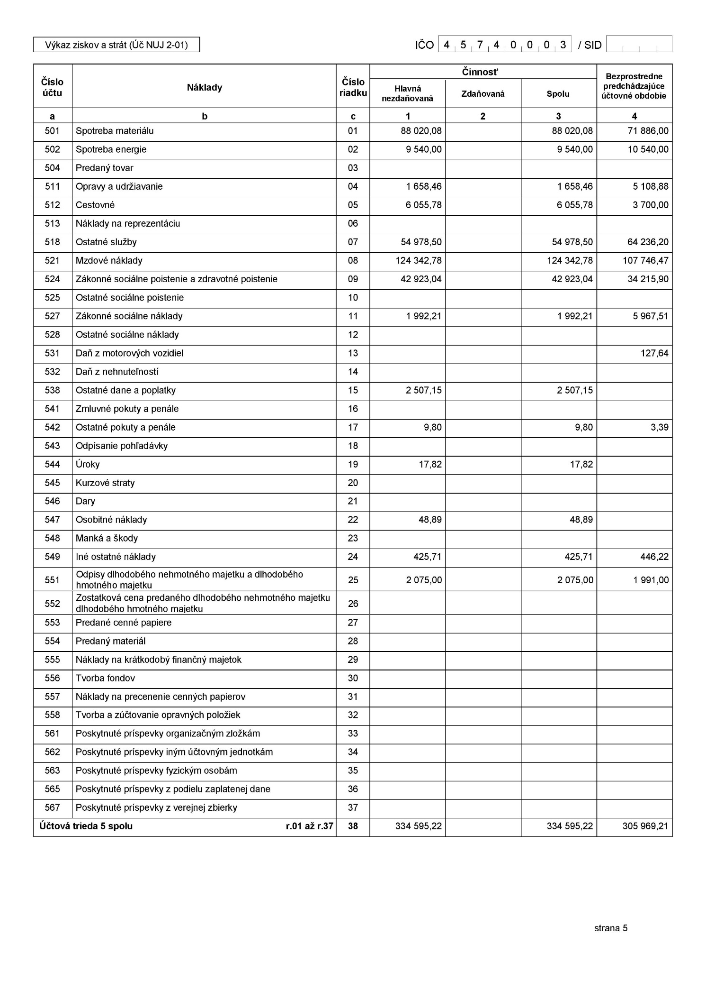 Výkaz ziskov a strát (Úč NUJ 2-01) IČO 4 5 7 4 0 0 0 3 / SID
Číslo účtu Náklady Číslo riadku Činnosť Bezprostredne predchádzajúce účtovné obdobie
Hlavná nezdaňovaná Zdaňovaná Spolu
a b c 1 2 3 4
501 Spotreba materiálu 01 88 020,08 88 020,08 71 886,00
502 Spotreba energie 02 9 540,00 9 540,00 10 540,00
504 Predaný tovar 03
511 Opravy a udržiavanie 04 1 658,46 1 658,46 5 108,88
512 Cestovné 05 6 055,78 6 055,78 3 700,00
513 Náklady na reprezentáciu 06
518 Ostatné služby 07 54 978,50 54 978,50 64 236,20
521 Mzdové náklady 08 124 342,78 124 342,78 107 746,47
524 Zákonné sociálne poistenie a zdravotné poistenie 09 42 923,04 42 923,04 34 215,90
525 Ostatné sociálne poistenie 10
527 Zákonné sociálne náklady 11 1 992,21 1 992,21 5 967,51
528 Ostatné sociálne náklady 12
531 Daň z motorových vozidiel 13 127,64
532 Daň z nehnuteľností 14
538 Ostatné dane a poplatky 15 2 507,15 2 507,15
541 Zmluvné pokuty a penále 16
542 Ostatné pokuty a penále 17 9,80 9,80 3,39
543 Odpísanie pohľadávky 18
544 Úroky 19 17,82 17,82
545 Kurzové straty 20
546 Dary 21
547 Osobitné náklady 22 48,89 48,89
548 Manká a škody 23
549 Iné ostatné náklady 24 425,71 425,71 446,22
551 Odpisy dlhodobého nehmotného majetku a dlhodobého
hmotného majetku 25 2 075,00 2 075,00 1 991,00
552 Zostatková cena predaného dlhodobého nehmotného majetku
dlhodobého hmotného majetku 26
553 Predané cenné papiere 27
554 Predaný materiál 28
555 Náklady na krátkodobý finančný majetok 29
556 Tvorba fondov 30
557 Náklady na precenenie cenných papierov 31
558 Tvorba a zúčtovanie opravných položiek 32
561 Poskytnuté príspevky organizačným zložkám 33
562 Poskytnuté príspevky iným účtovným jednotkám 34
563 Poskytnuté príspevky fyzickým osobám 35
565 Poskytnuté príspevky z podielu zaplatenej dane 36
567 Poskytnuté príspevky z verejnej zbierky 37
Účtová trieda 5 spolu r.01 až r.37 38 334 595,22 334 595,22 305 969,21
strana 5